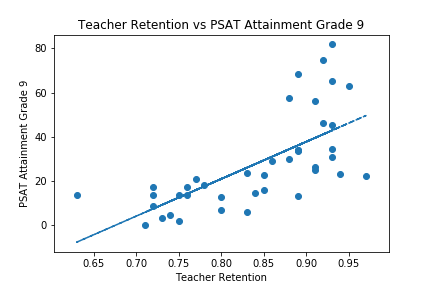 Teacher Retention vs PSAT Attainment Grade 9
80
60
40
20
0
PSAT Attainment Grade 9
0.65 0.70 0.75 0.80 0.85 0.90 0.95
Teacher Retention